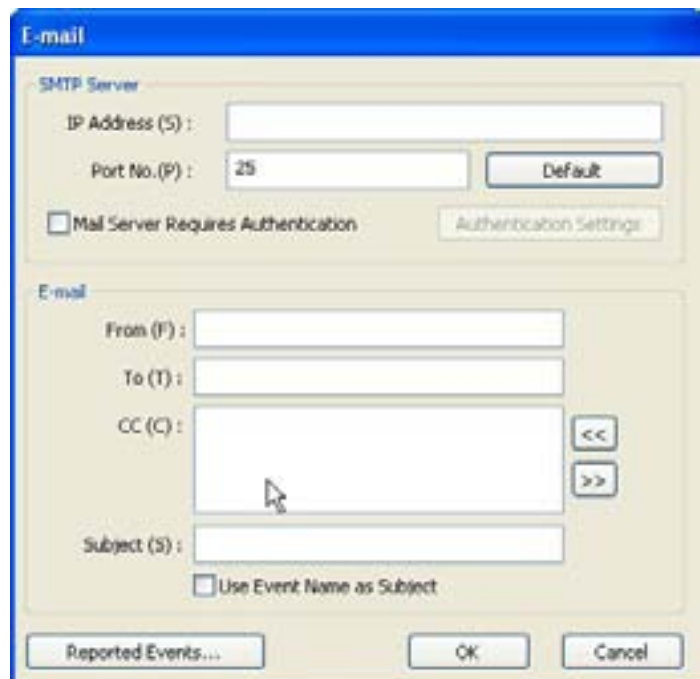 E-mail
SMTP Server
IP Address (S) :
Port No.(P) : 25 Default
Mail Server Requires Authentication Authentication Settings
E-mail
From (F) :
To (T) :
CC (C) :
<<
>>
Subject (S) :
Use Event Name as Subject
Reported Events... OK Cancel